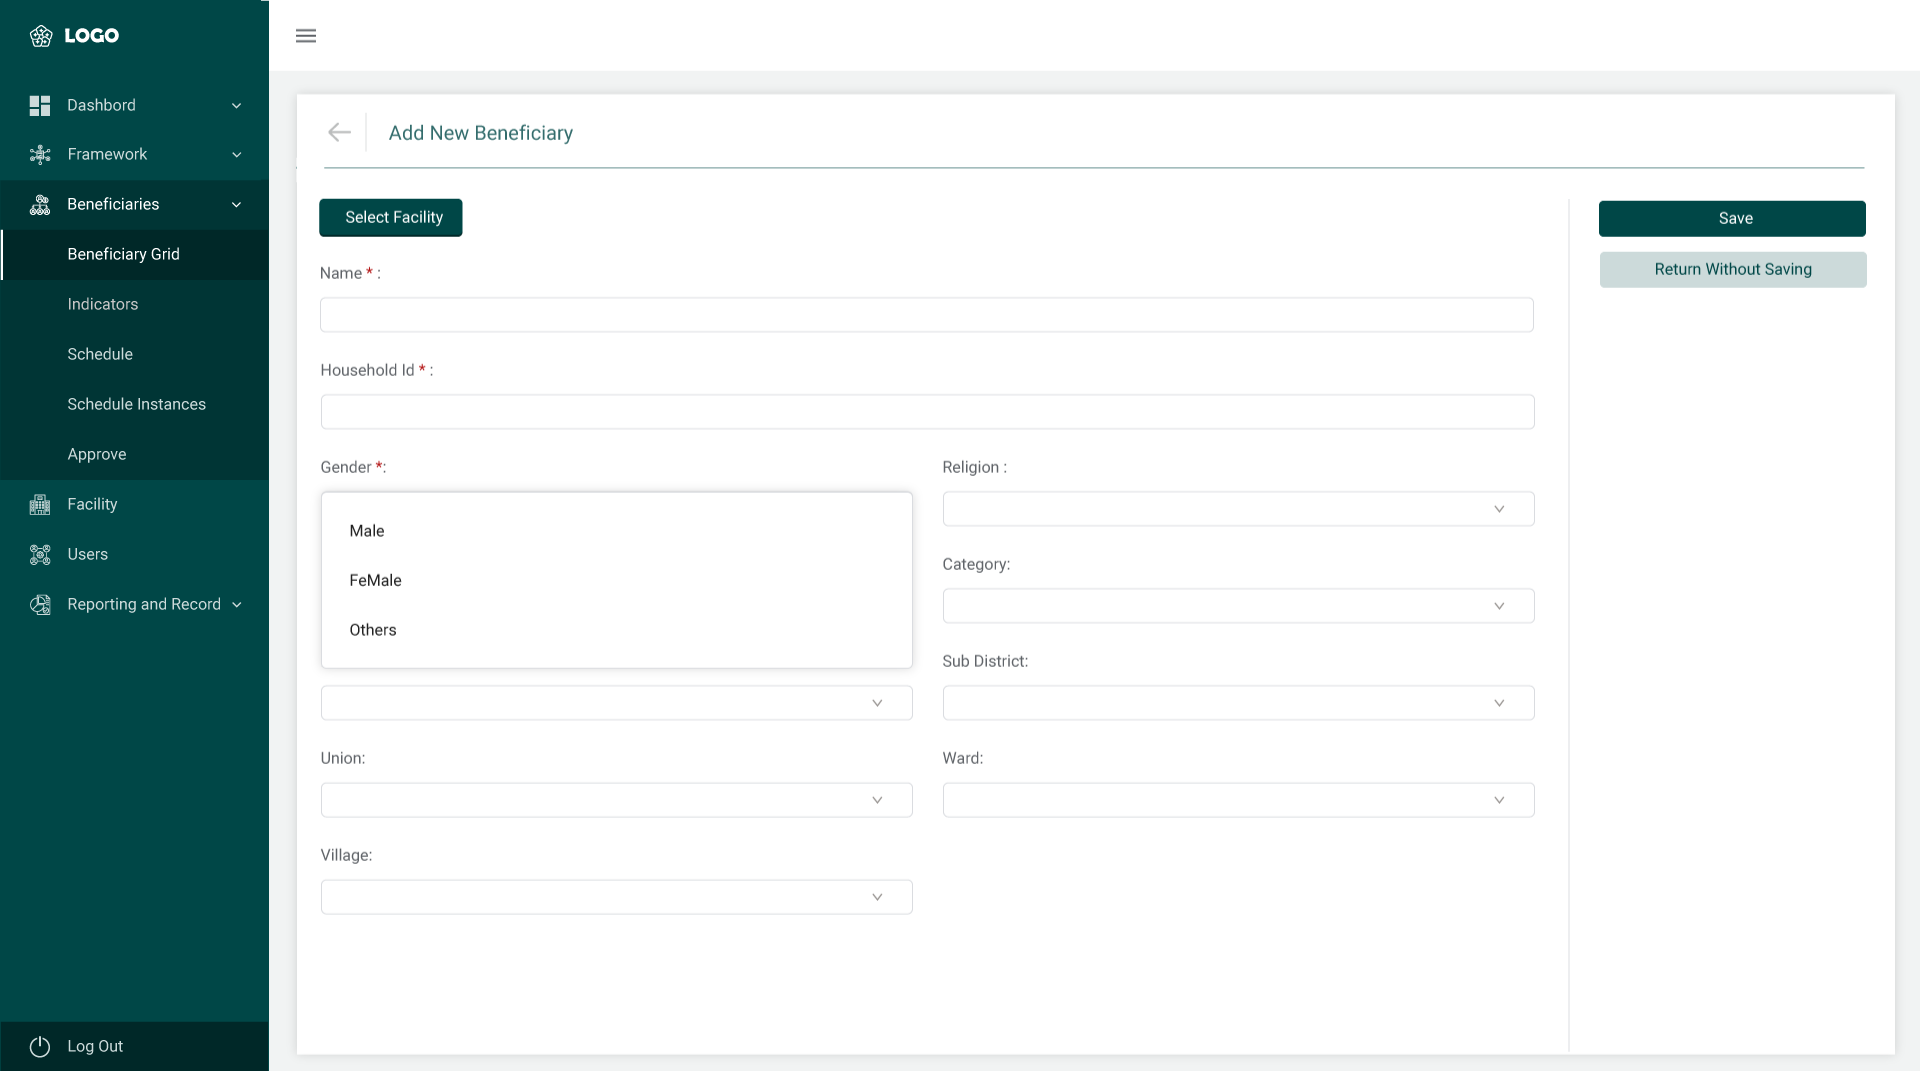 LOGO
Dashbord
Framework
Beneficiaries
Beneficiary Grid
Indicators
Schedule
Schedule Instances
Approve
Facility
Users
Reporting and Record
Log Out
Add New Beneficiary
Select Facility
Name * :
Household Id * :
Gender *:
Male
FeMale
Others
Religion :
Category:
Sub District:
Union:
Ward:
Village:
Save
Return Without Saving